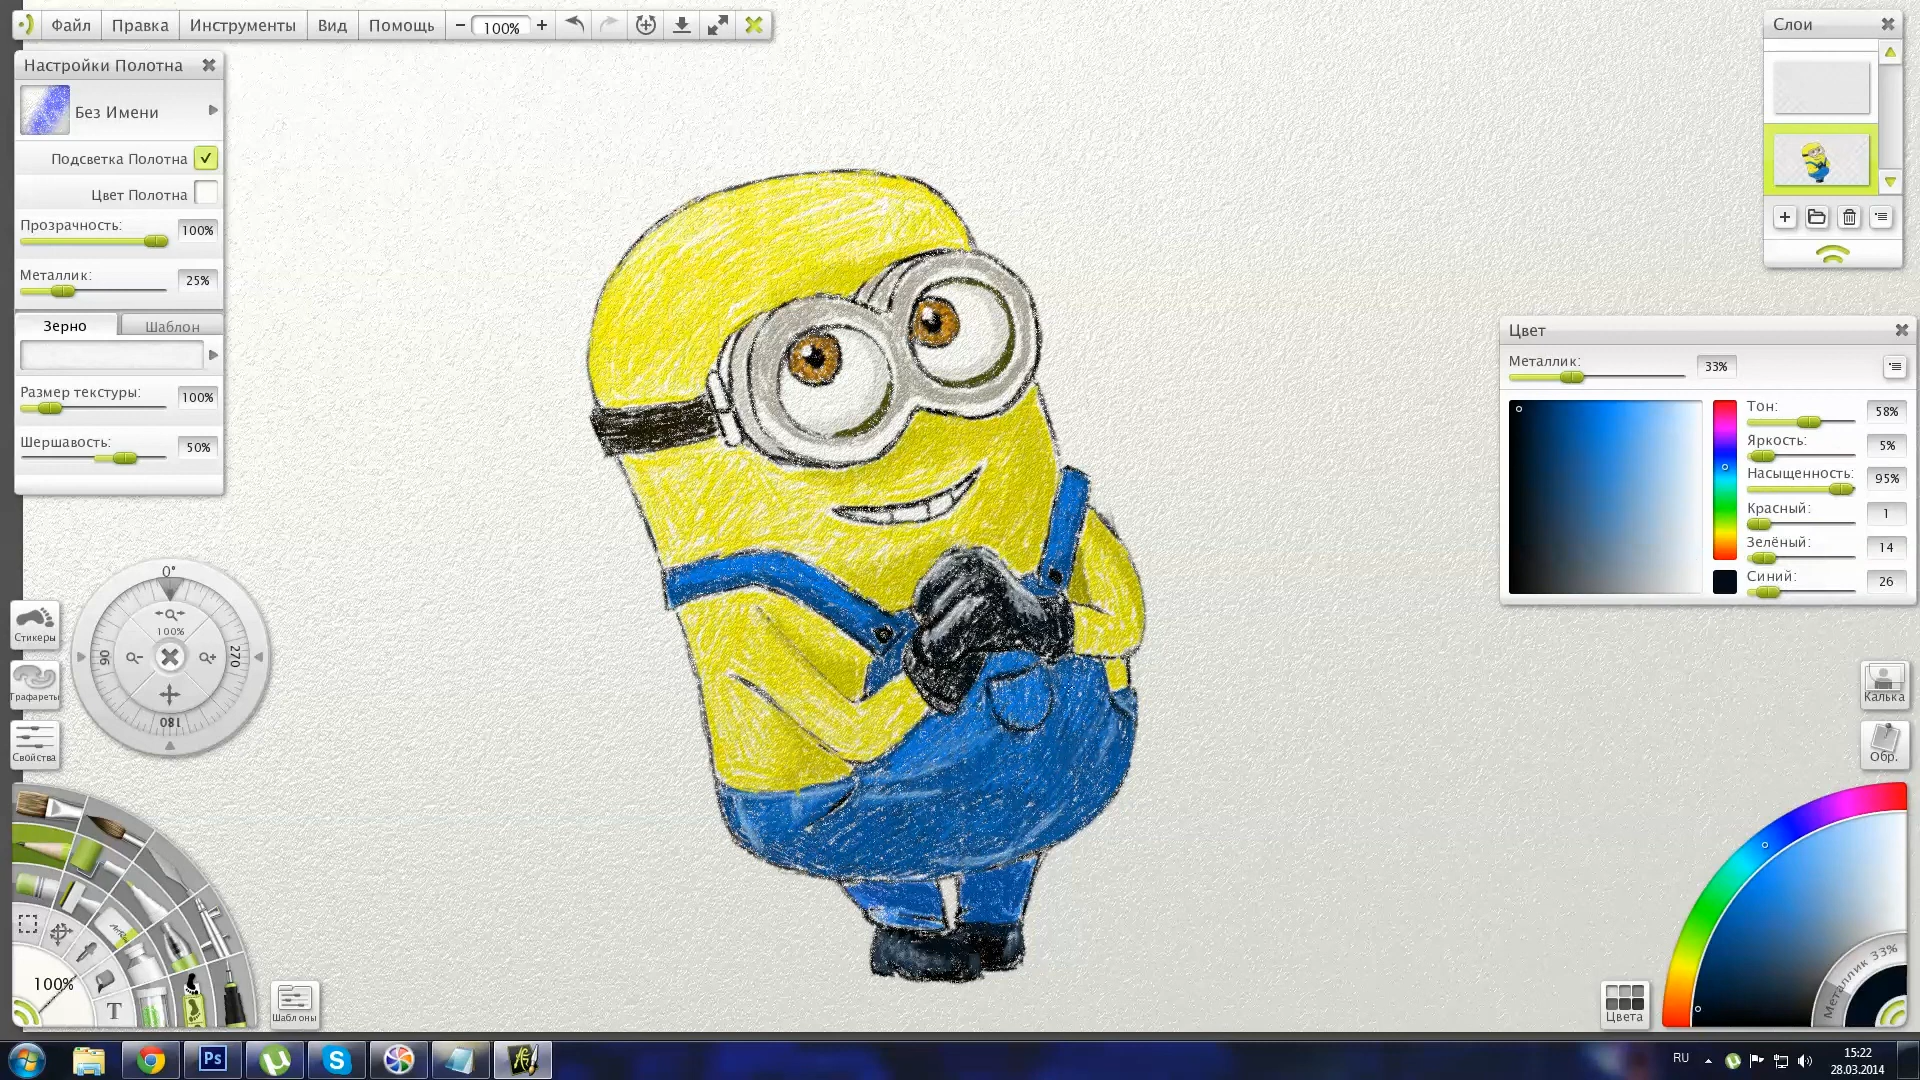 Файл Правка Инструменты Вид Помощь − 100% +
Настройки Полотна
Без Имени
Подсветка Полотна
Цвет Полотна
Прозрачность: 100%
Металлик: 25%
Зерно Шаблон
Размер текстуры: 100%
Шершавость: 50%
Слои
Цвет
Металлик: 33%
Тон: 58%
Яркость: 5%
Насыщенность: 95%
Красный: 1
Зелёный: 14
Синий: 26
0°
100%
90
270
180
Стикеры
Трафареты
Свойства
100%
T
Шаблоны
Калька
Обр.
Цвета
Металлик 33%
Ps
S
RU
15:22
28.03.2014